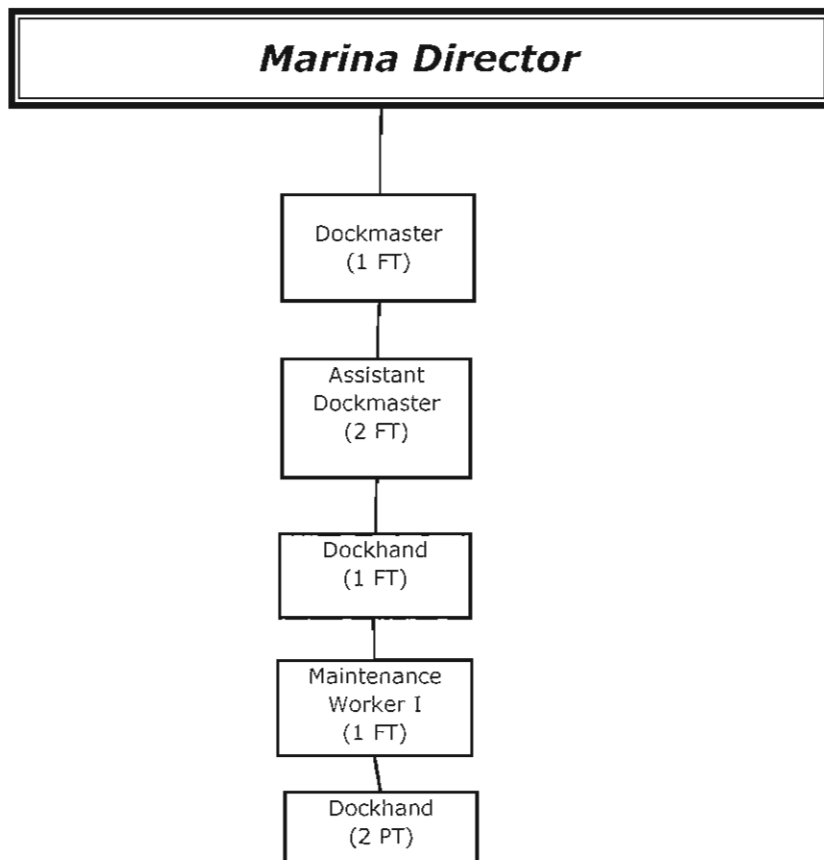 Marina Director
Dockmaster
(1 FT)
Assistant
Dockmaster
(2 FT)
Dockhand
(1 FT)
Maintenance
Worker I
(1 FT)
Dockhand
(2 PT)